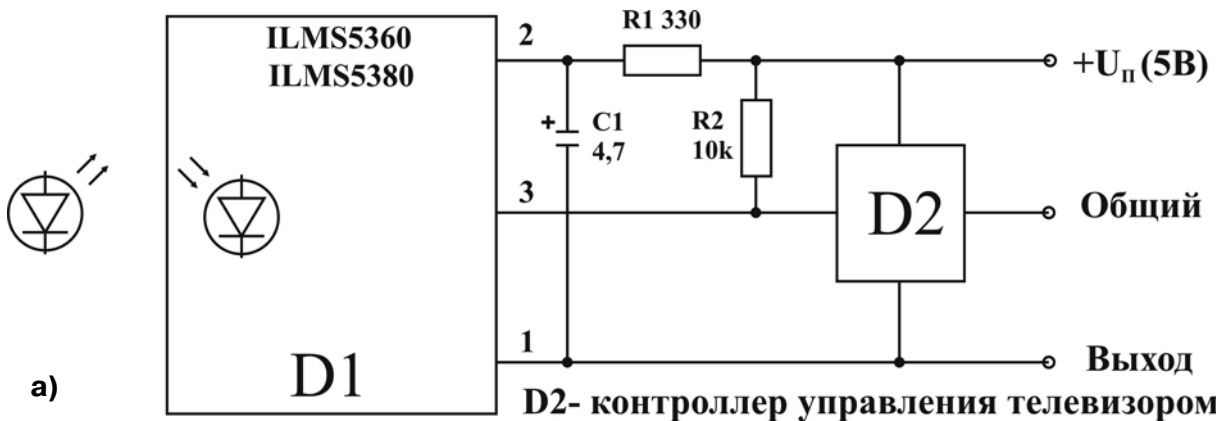 ILMS5360
ILMS5380
2
R1 330
+Uп (5В)
+
C1
4,7
R2
10k
3
D2
Общий
1
Выход
D1
а)
D2- контроллер управления телевизором